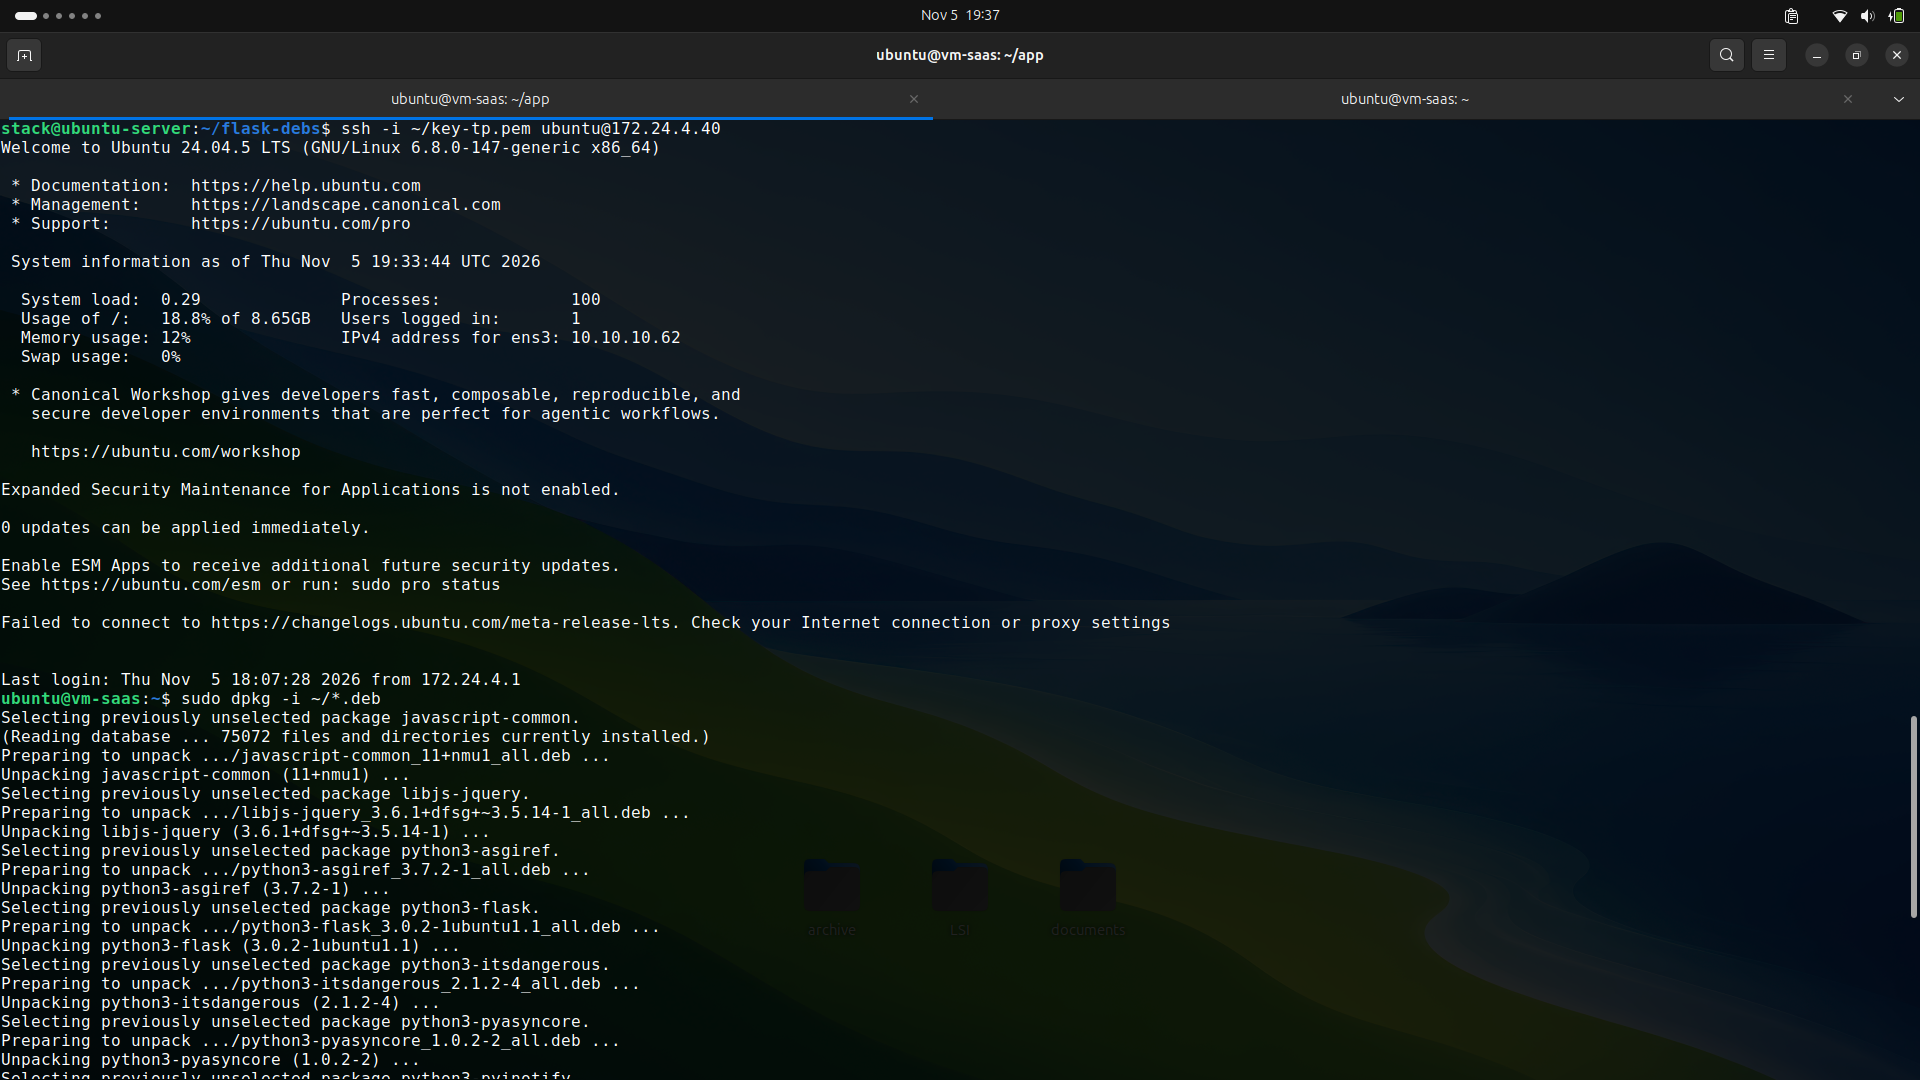 Nov 5  19:37
ubuntu@vm-saas: ~/app
ubuntu@vm-saas: ~/app
ubuntu@vm-saas: ~
stack@ubuntu-server:~/flask-debs$ ssh -i ~/key-tp.pem ubuntu@172.24.4.40
Welcome to Ubuntu 24.04.5 LTS (GNU/Linux 6.8.0-147-generic x86_64)

 * Documentation:  https://help.ubuntu.com
 * Management:     https://landscape.canonical.com
 * Support:        https://ubuntu.com/pro

 System information as of Thu Nov  5 19:33:44 UTC 2026

  System load:  0.29              Processes:             100
  Usage of /:   18.8% of 8.65GB   Users logged in:       1
  Memory usage: 12%               IPv4 address for ens3: 10.10.10.62
  Swap usage:   0%

 * Canonical Workshop gives developers fast, composable, reproducible, and
   secure developer environments that are perfect for agentic workflows.

   https://ubuntu.com/workshop

Expanded Security Maintenance for Applications is not enabled.

0 updates can be applied immediately.

Enable ESM Apps to receive additional future security updates.
See https://ubuntu.com/esm or run: sudo pro status

Failed to connect to https://changelogs.ubuntu.com/meta-release-lts. Check your Internet connection or proxy settings

Last login: Thu Nov  5 18:07:28 2026 from 172.24.4.1
ubuntu@vm-saas:~$ sudo dpkg -i ~/*.deb
Selecting previously unselected package javascript-common.
(Reading database ... 75072 files and directories currently installed.)
Preparing to unpack .../javascript-common_11+nmu1_all.deb ...
Unpacking javascript-common (11+nmu1) ...
Selecting previously unselected package libjs-jquery.
Preparing to unpack .../libjs-jquery_3.6.1+dfsg+~3.5.14-1_all.deb ...
Unpacking libjs-jquery (3.6.1+dfsg+~3.5.14-1) ...
Selecting previously unselected package python3-asgiref.
Preparing to unpack .../python3-asgiref_3.7.2-1_all.deb ...
Unpacking python3-asgiref (3.7.2-1) ...
Selecting previously unselected package python3-flask.
Preparing to unpack .../python3-flask_3.0.2-1ubuntu1.1_all.deb ...
Unpacking python3-flask (3.0.2-1ubuntu1.1) ...
Selecting previously unselected package python3-itsdangerous.
Preparing to unpack .../python3-itsdangerous_2.1.2-4_all.deb ...
Unpacking python3-itsdangerous (2.1.2-4) ...
Selecting previously unselected package python3-pyasyncore.
Preparing to unpack .../python3-pyasyncore_1.0.2-2_all.deb ...
Unpacking python3-pyasyncore (1.0.2-2) ...
Selecting previously unselected package python3-pyinotify.
archive
LSI
documents